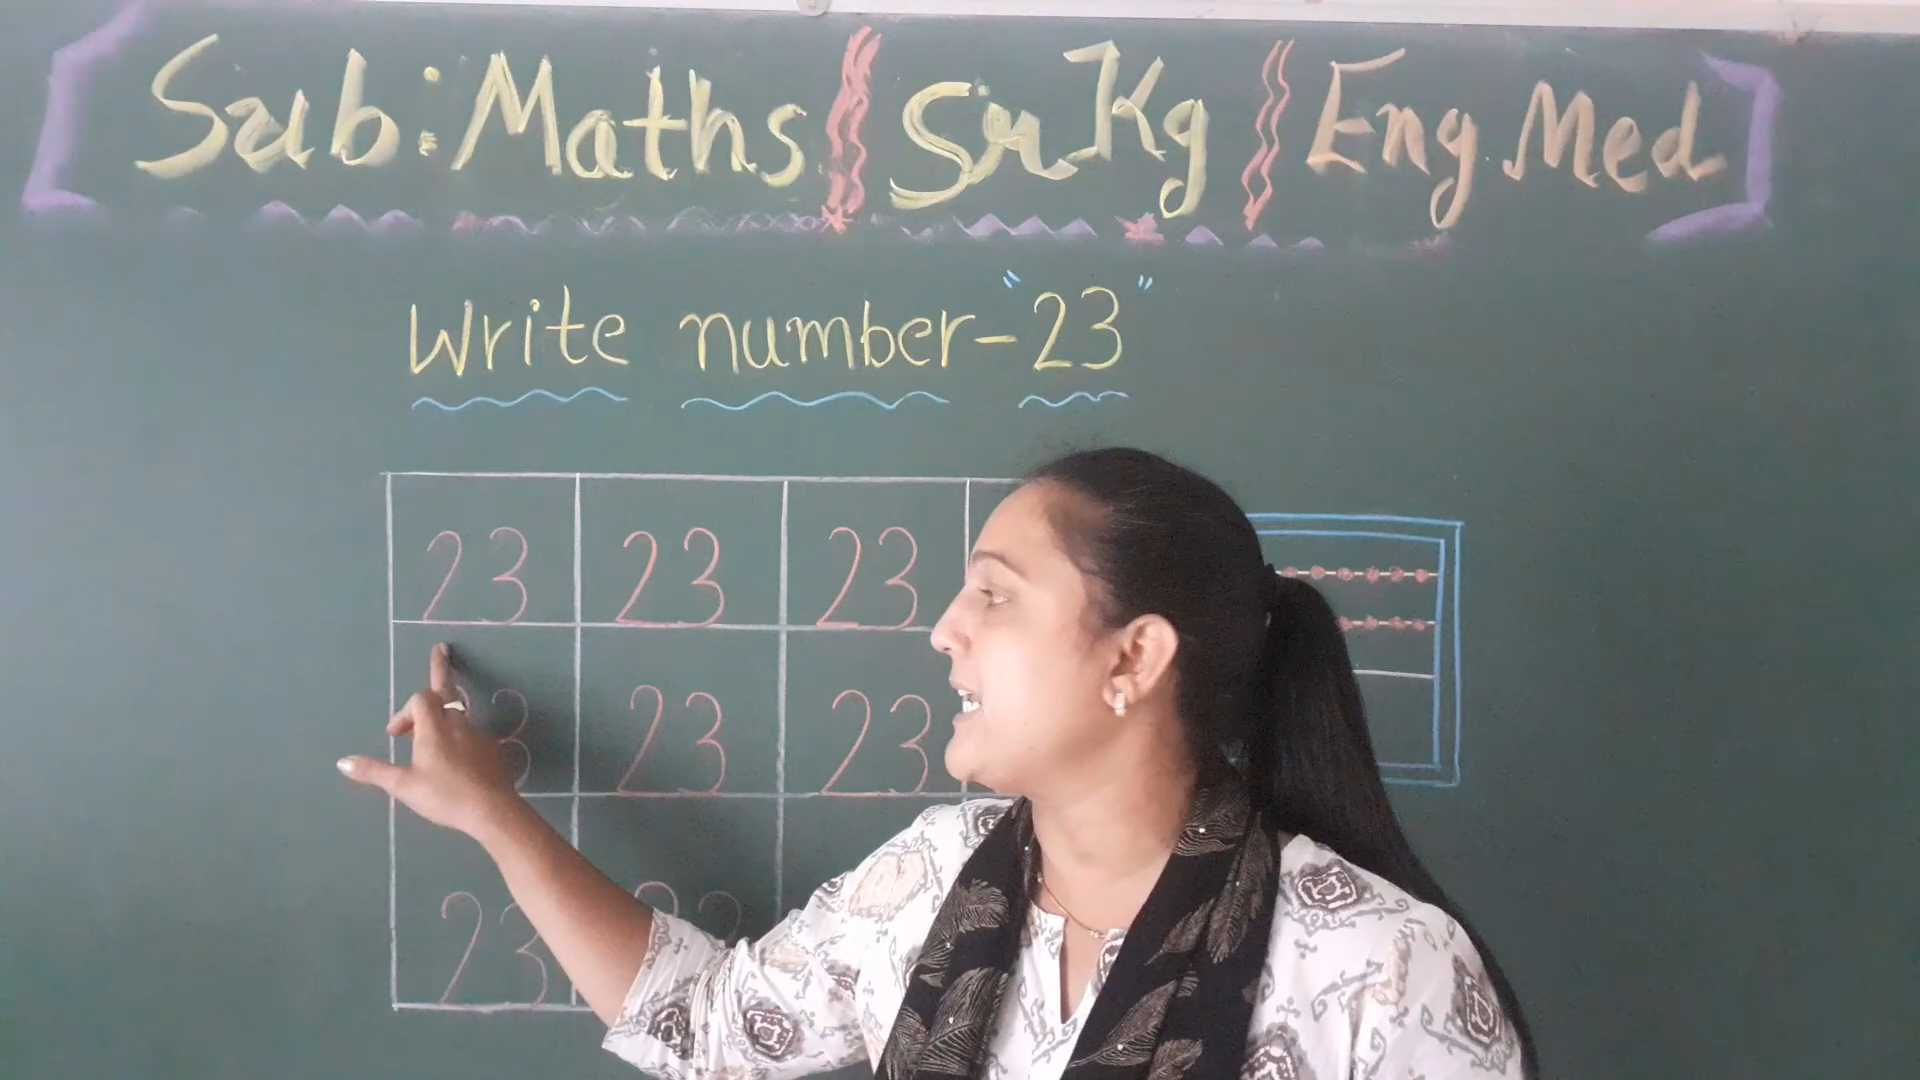 Sub: Maths Sr Kg Eng. Med
Write number - "23"
23 23 23
23 23 23
23 23